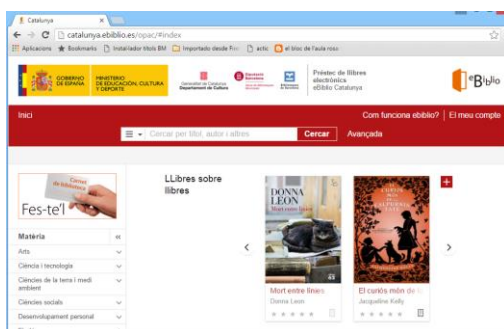 Catalunya
catalunya.ebiblio.es/opac/#index
Aplicacions Bookmarks Instal·lador títols BM Importado desde Fire actic el bloc de l'aula rosa
GOBIERNO DE ESPAÑA
MINISTERIO DE EDUCACIÓN, CULTURA Y DEPORTE
Generalitat de Catalunya
Departament de Cultura
Préstec de llibres
electrònics
eBiblio Catalunya
eBiblio
Inici
Com funciona ebiblio? El meu compte
Cercar per títol, autor i altres
Cercar
Avançada
Carnet de biblioteca
Fes-te'l
LLibres sobre
llibres
DONNA
LEON
Mort entre línies
Mort entre línies
Donna Leon
El curiós món de
Jacqueline Kelly
Matèria
Arts
Ciència i tecnologia
Ciències de la terra i medi
ambient
Ciències socials
Desenvolupament personal